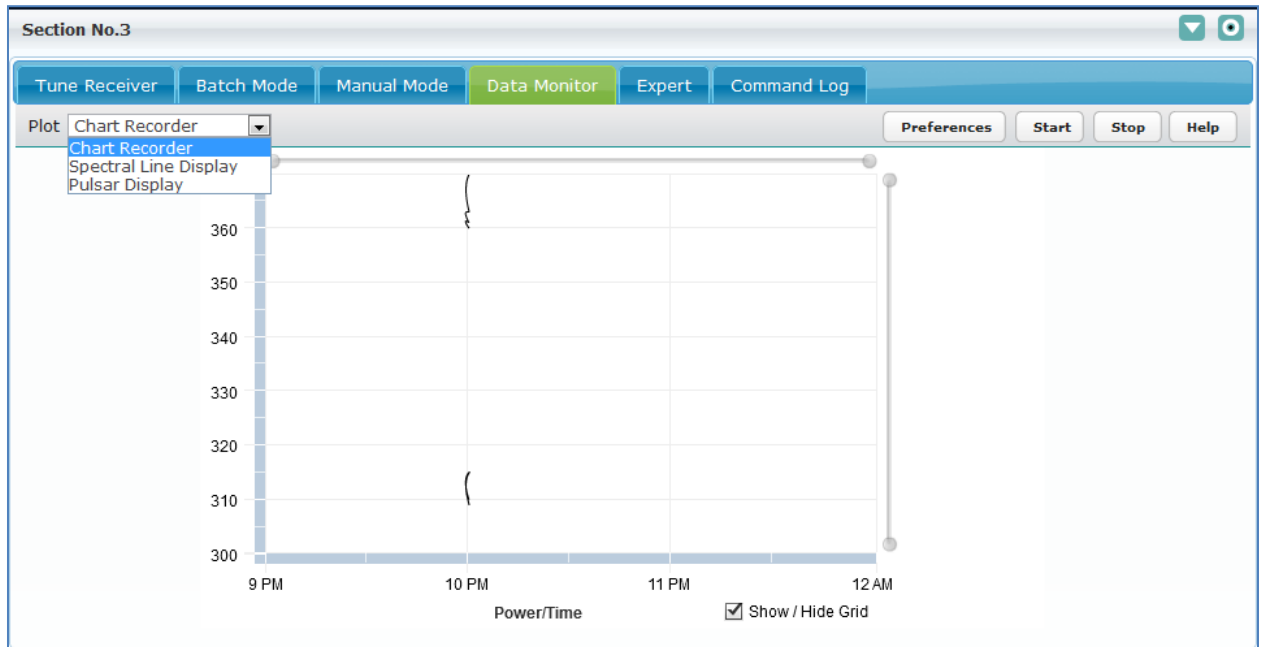 Section No.3
Tune Receiver Batch Mode Manual Mode Data Monitor Expert Command Log
Plot Chart Recorder Preferences Start Stop Help
Chart Recorder
Spectral Line Display
Pulsar Display
360
350
340
330
320
310
300
9 PM 10 PM 11 PM 12 AM
Power/Time Show / Hide Grid